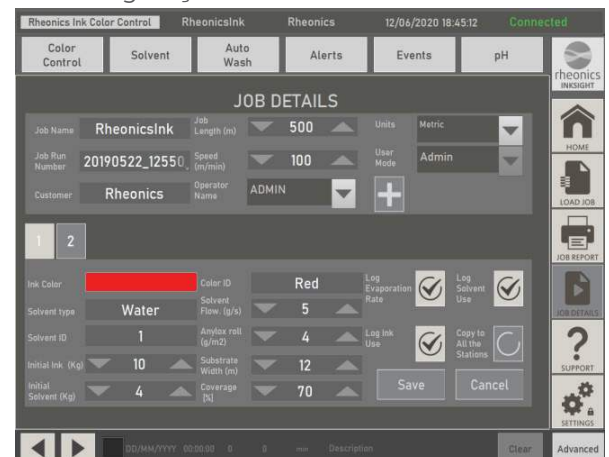 Rheonics Ink Color Control RheonicsInk Rheonics 12/06/2020 18:45:12 Connected
Color Control Solvent Auto Wash Alerts Events pH
rheonics
INKSIGHT
JOB DETAILS
Job Name RheonicsInk Job Length (m) 500 Units Metric
HOME
Job Run Number 20190522_12550 Speed (m/min) 100 User Mode Admin
Customer Rheonics Operator Name ADMIN
LOAD JOB
1 2
JOB REPORT
Ink Color Color ID Red Log Evaporation Rate Log Solvent Use
Solvent type Water Solvent Flow. (g/s) 5
JOB DETAILS
Solvent ID 1 Anylox roll (g/m2) 4 Log Ink Use Copy to All the Stations
Initial Ink (Kg) 10 Substrate Width (m) 12
SUPPORT
Initial Solvent (Kg) 4 Coverage (%) 70 Save Cancel
SETTINGS
DD/MM/YYYY 00:00:00 0 0 min Description Clear Advanced